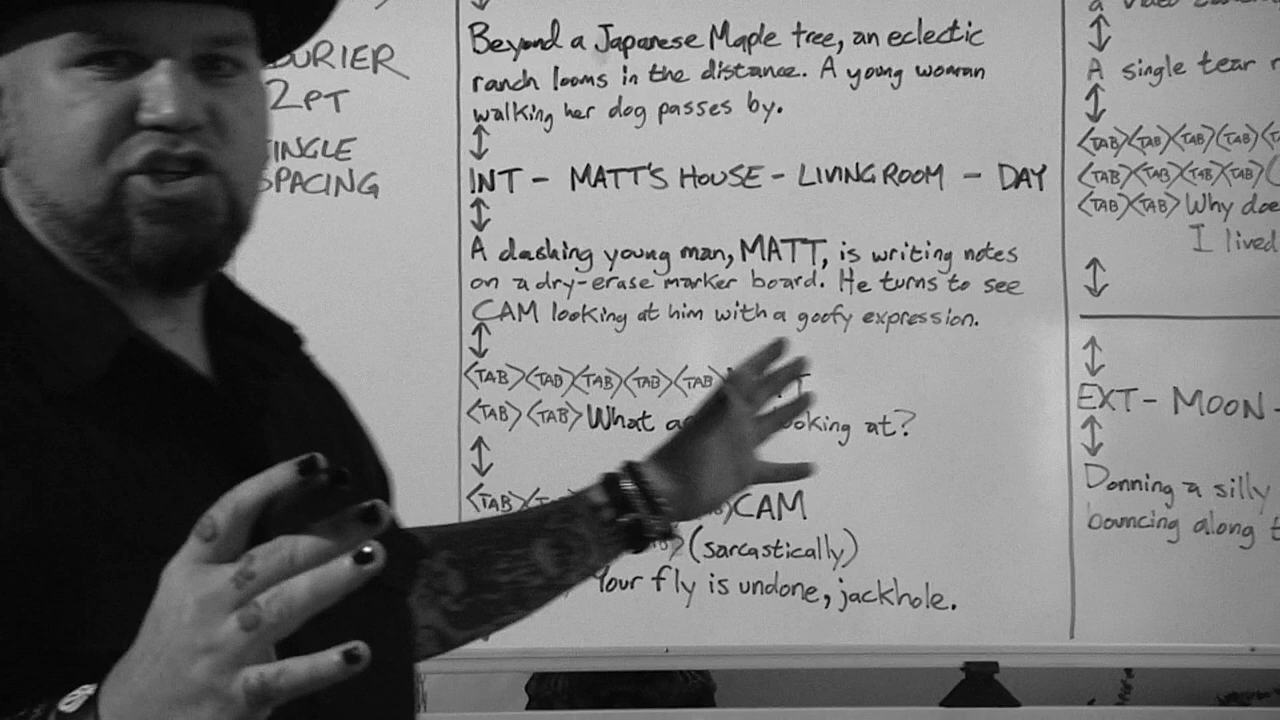 OURIER
2PT
INGLE
SPACING
Beyond a Japanese Maple tree, an eclectic
ranch looms in the distance. A young woman
walking her dog passes by.
INT - MATT'S HOUSE - LIVING ROOM - DAY
A dashing young man, MATT, is writing notes
on a dry-erase marker board. He turns to see
CAM looking at him with a goofy expression.
<TAB><TAB><TAB><TAB><TAB
<TAB><TAB>What ooking at?
<TAB> CAM
(sarcastically)
Your fly is undone, jackhole.
A single tear
<TAB><TAB><TAB><TAB>
<TAB><TAB><TAB><TAB>(
<TAB><TAB>Why doe
I lived
EXT - MOON -
Donning a silly
bouncing along t